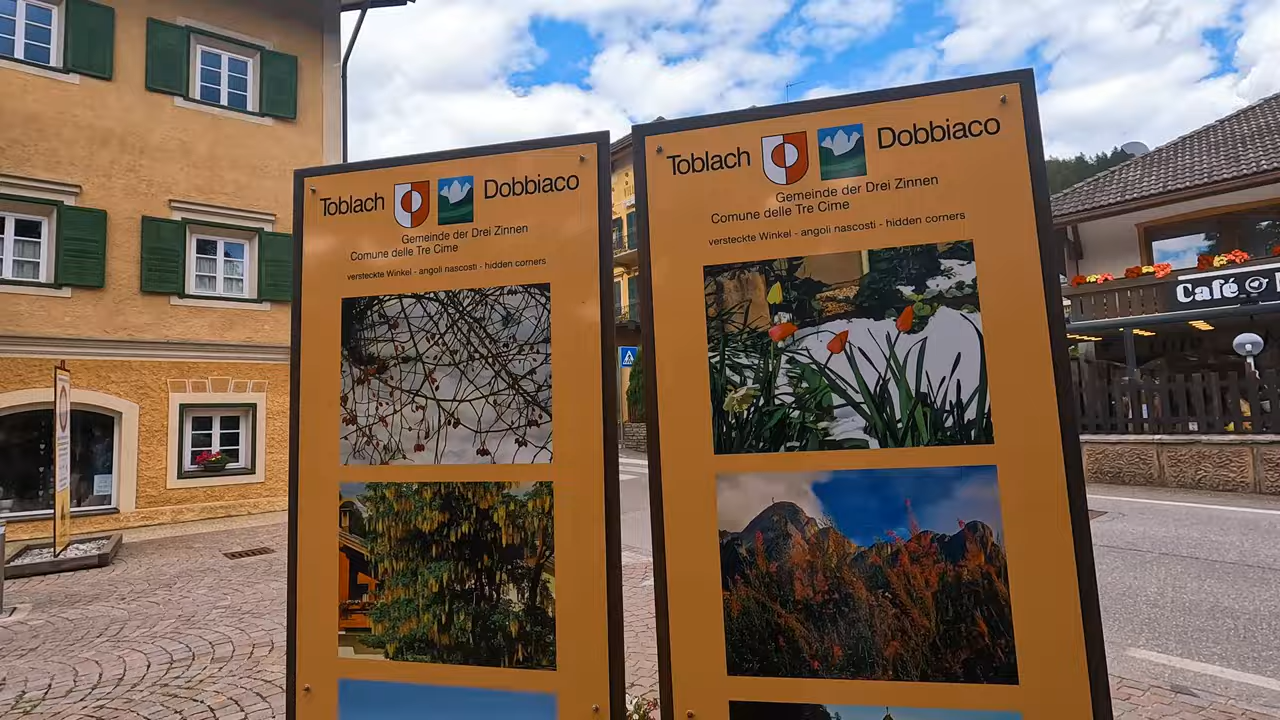 Toblach Dobbiaco
Gemeinde der Drei Zinnen
Comune delle Tre Cime
versteckte Winkel - angoli nascosti - hidden corners
Toblach Dobbiaco
Gemeinde der Drei Zinnen
Comune delle Tre Cime
versteckte Winkel - angoli nascosti - hidden corners
Café